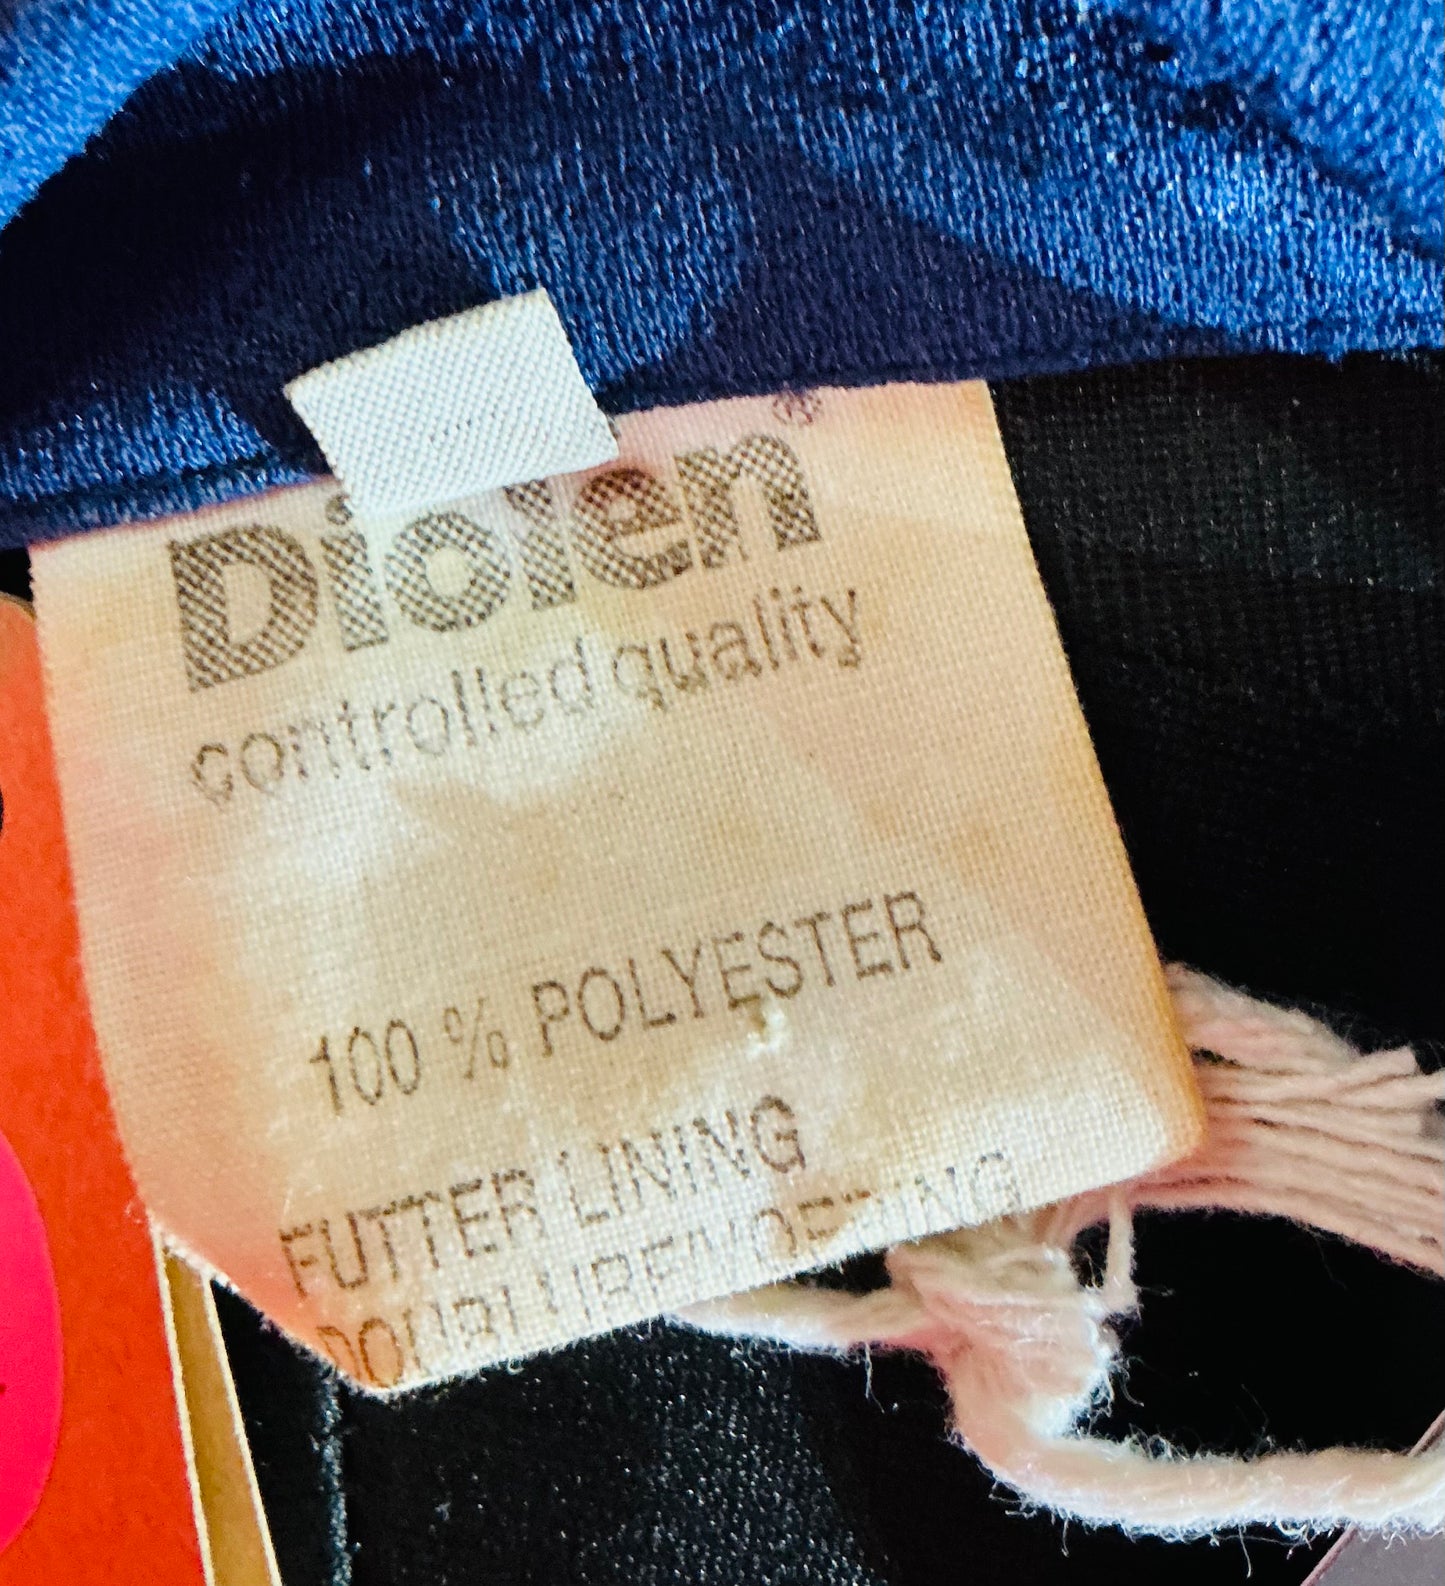 Diolen®
controlled quality
100 % POLYESTER
FUTTER LINING